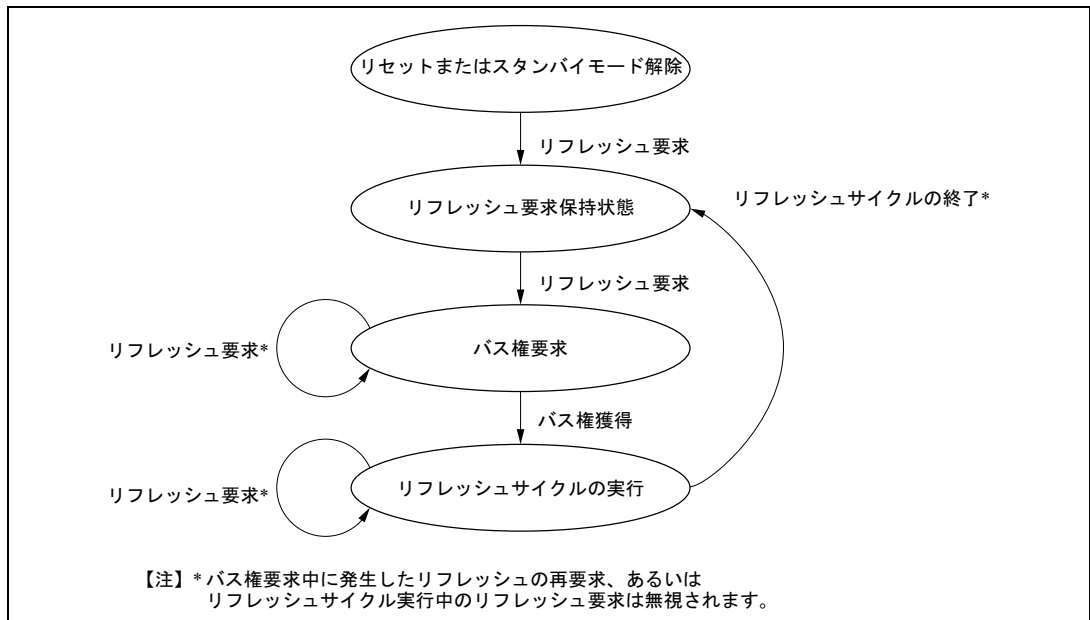 リセットまたはスタンバイモード解除
リフレッシュ要求
リフレッシュ要求保持状態
リフレッシュサイクルの終了*
リフレッシュ要求
リフレッシュ要求*
バス権要求
バス権獲得
リフレッシュ要求*
リフレッシュサイクルの実行
【注】* バス権要求中に発生したリフレッシュの再要求、あるいは
リフレッシュサイクル実行中のリフレッシュ要求は無視されます。